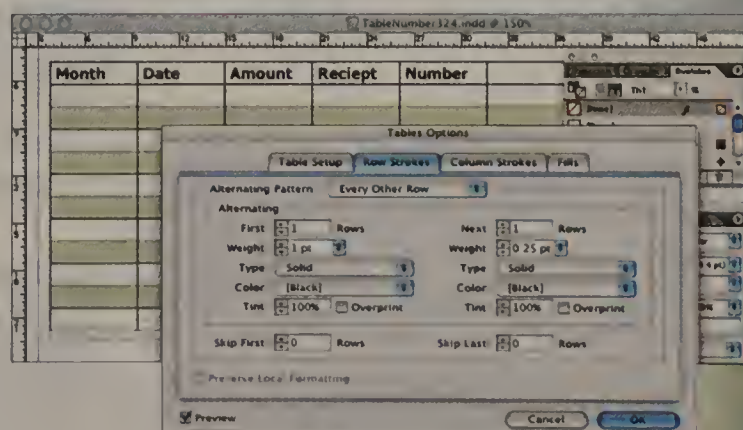 TableNumber324.indd @ 150%
Month Date Amount Reciept Number
Tint %
[None]
Tables Options
Table Setup Row Strokes Column Strokes Fills
Alternating Pattern Every Other Row
Alternating
First 1 Rows Next 1 Rows
Weight 1 pt Weight 0.25 pt
Type Solid Type Solid
Color [Black] Color [Black]
Tint 100% Overprint Tint 100% Overprint
Skip First 0 Rows Skip Last 0 Rows
Preserve Local Formatting
Preview Cancel OK